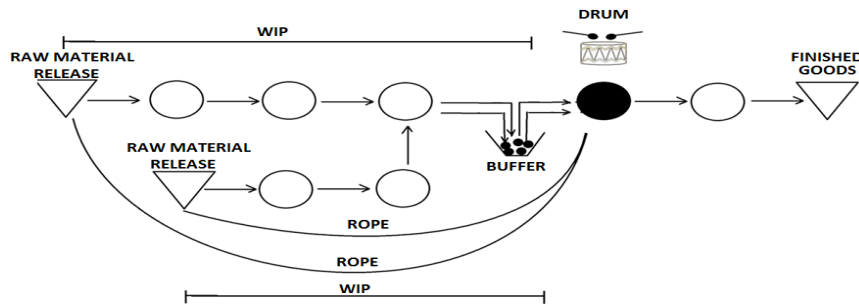 DRUM
WIP
RAW MATERIAL
RELEASE
FINISHED
GOODS
RAW MATERIAL
RELEASE
BUFFER
ROPE
ROPE
WIP